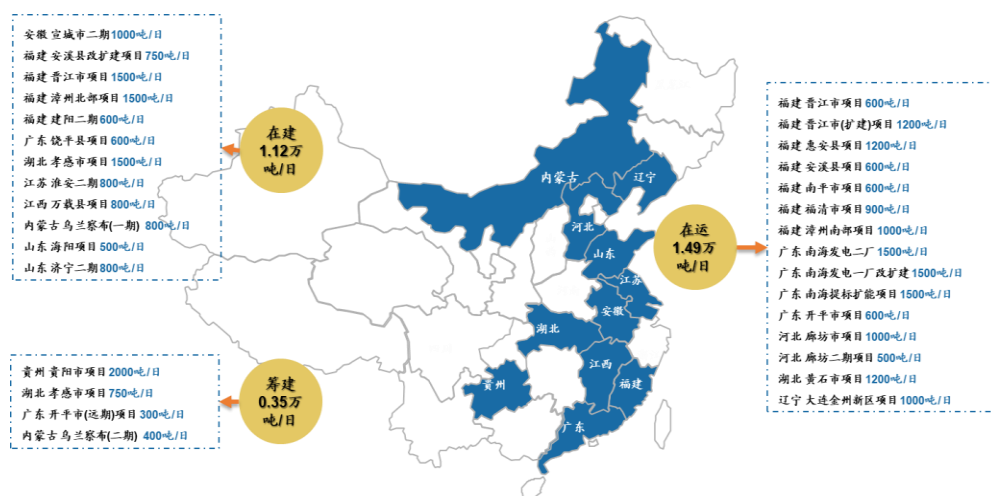 安徽 宣城市二期1000吨/日
福建 安溪县改扩建项目750吨/日
福建 晋江市项目1500吨/日
福建 漳州北部项目1500吨/日
福建 建阳二期600吨/日
广东 饶平县项目600吨/日
湖北 孝感市项目1500吨/日
江苏 淮安二期800吨/日
江西 万载县项目800吨/日
内蒙古 乌兰察布(一期) 800吨/日
山东 海阳项目500吨/日
山东 济宁二期800吨/日
在建
1.12万
吨/日
贵州 贵阳市项目2000吨/日
湖北 孝感市项目750吨/日
广东 开平市(远期)项目300吨/日
内蒙古 乌兰察布(二期) 400吨/日
筹建
0.35万
吨/日
内蒙古
辽宁
河北
山东
江苏
安徽
湖北
江西
贵州
福建
广东
在运
1.49万
吨/日
福建 晋江市项目600吨/日
福建 晋江市(扩建)项目1200吨/日
福建 惠安县项目1200吨/日
福建 安溪县项目600吨/日
福建 南平市项目600吨/日
福建 福清市项目900吨/日
福建 漳州南部项目1000吨/日
广东 南海发电二厂1500吨/日
广东 南海发电一厂改扩建1500吨/日
广东 南海提标扩能项目1500吨/日
广东 开平市项目600吨/日
河北 廊坊市项目1000吨/日
河北 廊坊二期项目500吨/日
湖北 黄石市项目1200吨/日
辽宁 大连金州新区项目1000吨/日